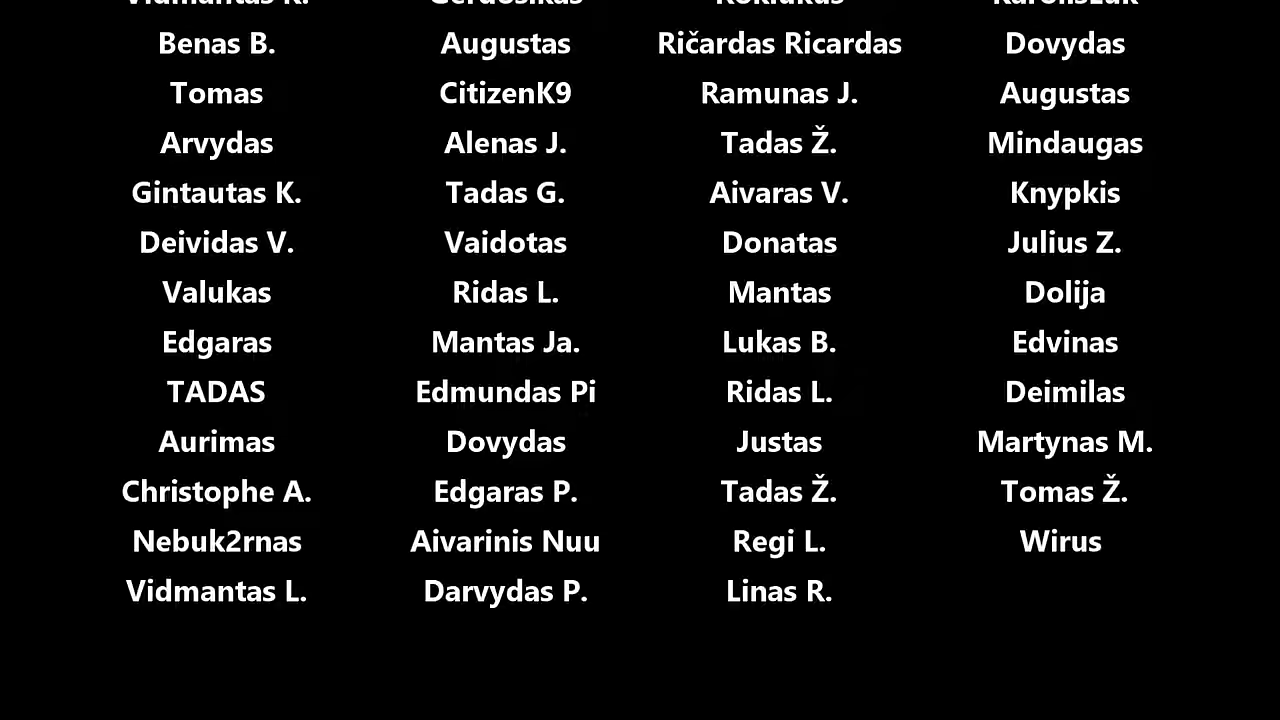 Benas B. Augustas Ričardas Ricardas Dovydas
Tomas CitizenK9 Ramunas J. Augustas
Arvydas Alenas J. Tadas Ž. Mindaugas
Gintautas K. Tadas G. Aivaras V. Knypkis
Deividas V. Vaidotas Donatas Julius Z.
Valukas Ridas L. Mantas Dolija
Edgaras Mantas Ja. Lukas B. Edvinas
TADAS Edmundas Pi Ridas L. Deimilas
Aurimas Dovydas Justas Martynas M.
Christophe A. Edgaras P. Tadas Ž. Tomas Ž.
Nebuk2rnas Aivarinis Nuu Regi L. Wirus
Vidmantas L. Darvydas P. Linas R.